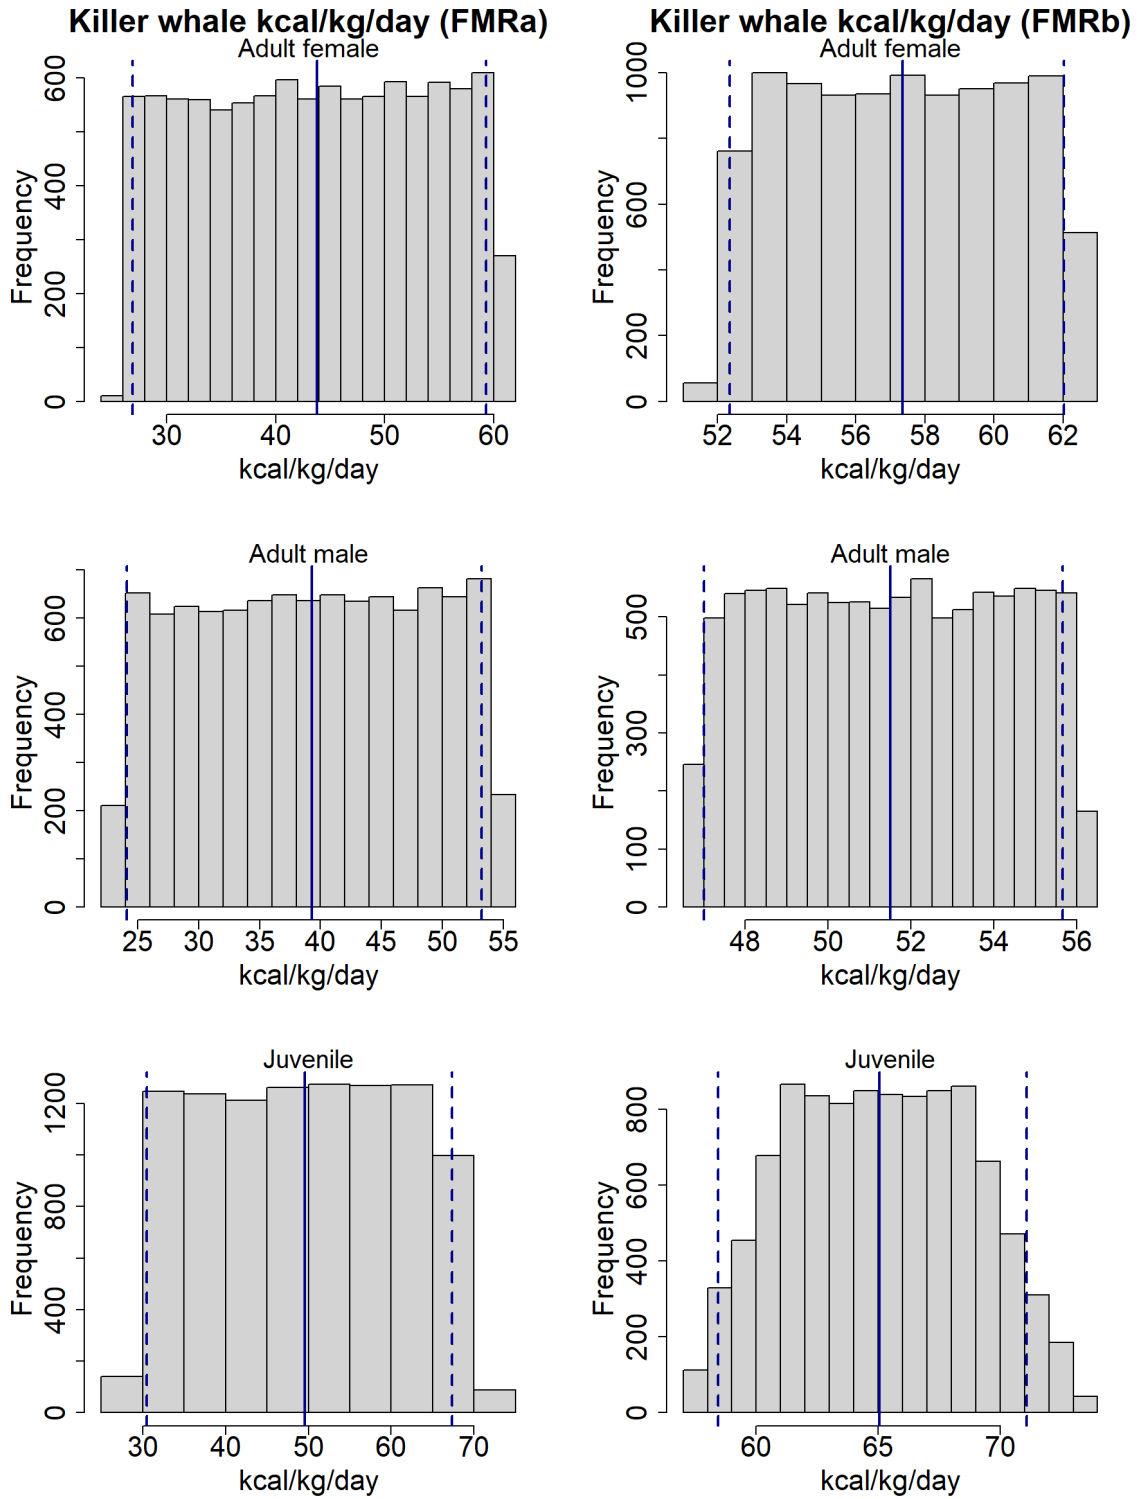 Killer whale kcal/kg/day (FMRa)
Adult female
Frequency
0 200 400 600
30 40 50 60
kcal/kg/day
Killer whale kcal/kg/day (FMRb)
Adult female
Frequency
0 200 600 1000
52 54 56 58 60 62
kcal/kg/day
Adult male
Frequency
0 200 400 600
25 30 35 40 45 50 55
kcal/kg/day
Adult male
Frequency
0 100 300 500
48 50 52 54 56
kcal/kg/day
Juvenile
Frequency
0 400 800 1200
30 40 50 60 70
kcal/kg/day
Juvenile
Frequency
0 200 400 600 800
60 65 70
kcal/kg/day